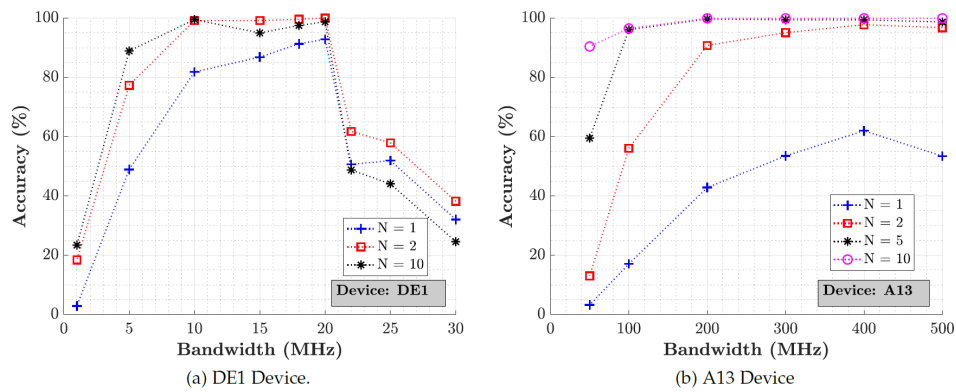 100
80
60
40
20
0
0 5 10 15 20 25 30
Accuracy (%)
Bandwidth (MHz)
N = 1
N = 2
N = 10
Device: DE1
(a) DE1 Device.
100
80
60
40
20
0
0 100 200 300 400 500
Accuracy (%)
Bandwidth (MHz)
N = 1
N = 2
N = 5
N = 10
Device: A13
(b) A13 Device